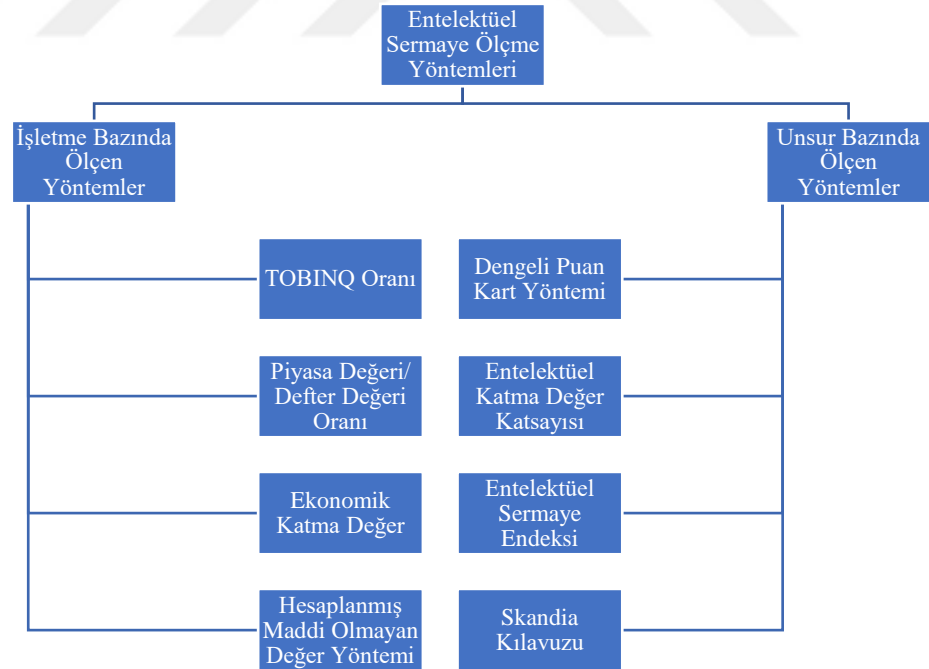 Entelektüel
Sermaye Ölçme
Yöntemleri
İşletme Bazında
Ölçen
Yöntemler
Unsur Bazında
Ölçen
Yöntemler
TOBINQ Oranı
Dengeli Puan
Kart Yöntemi
Piyasa Değeri/
Defter Değeri
Oranı
Entelektüel
Katma Değer
Katsayısı
Ekonomik
Katma Değer
Entelektüel
Sermaye
Endeksi
Hesaplanmış
Maddi Olmayan
Değer Yöntemi
Skandia
Kılavuzu